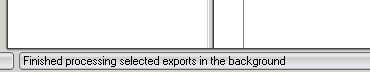 Finished processing selected exports in the background